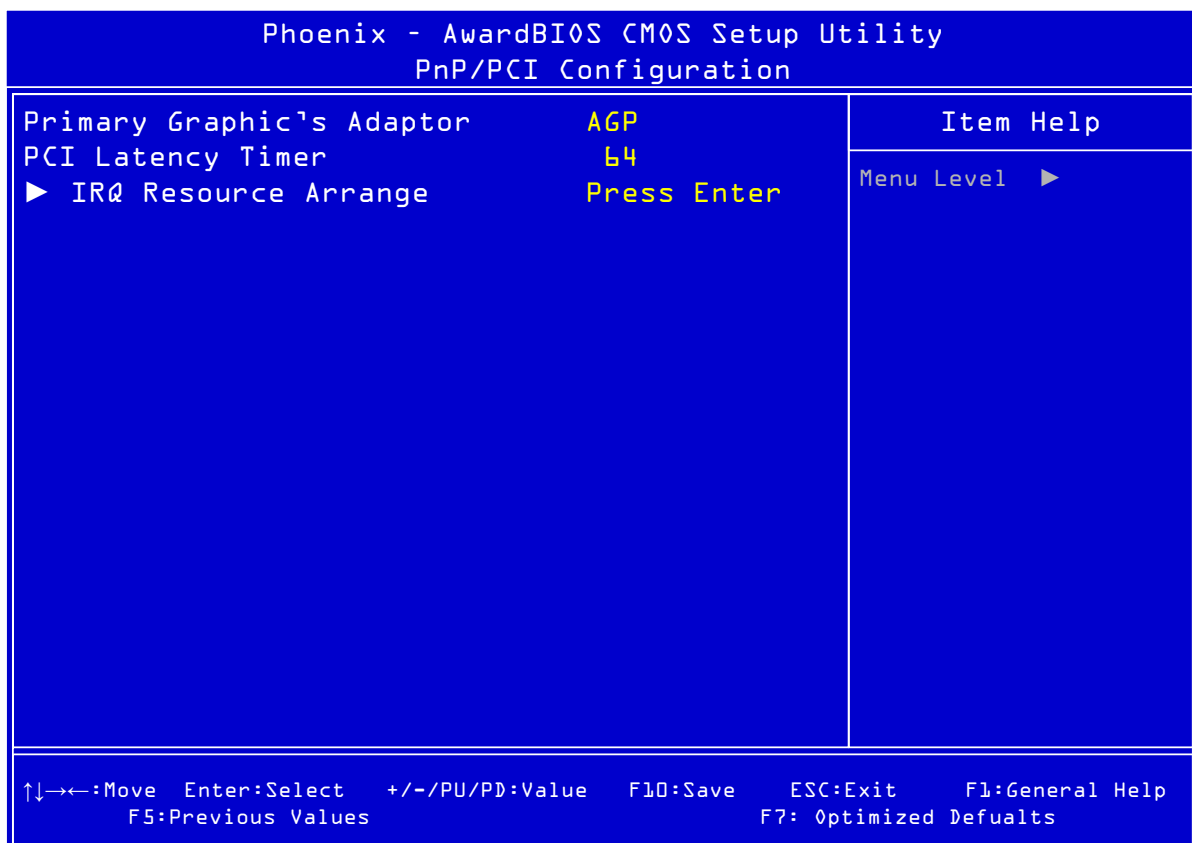 Phoenix - AwardBIOS CMOS Setup Utility
PnP/PCI Configuration
Primary Graphic's Adaptor AGP
PCI Latency Timer 64
► IRQ Resource Arrange Press Enter
Item Help
Menu Level ►
↑↓→←:Move Enter:Select +/-/PU/PD:Value F10:Save ESC:Exit F1:General Help
F5:Previous Values F7: Optimized Defualts